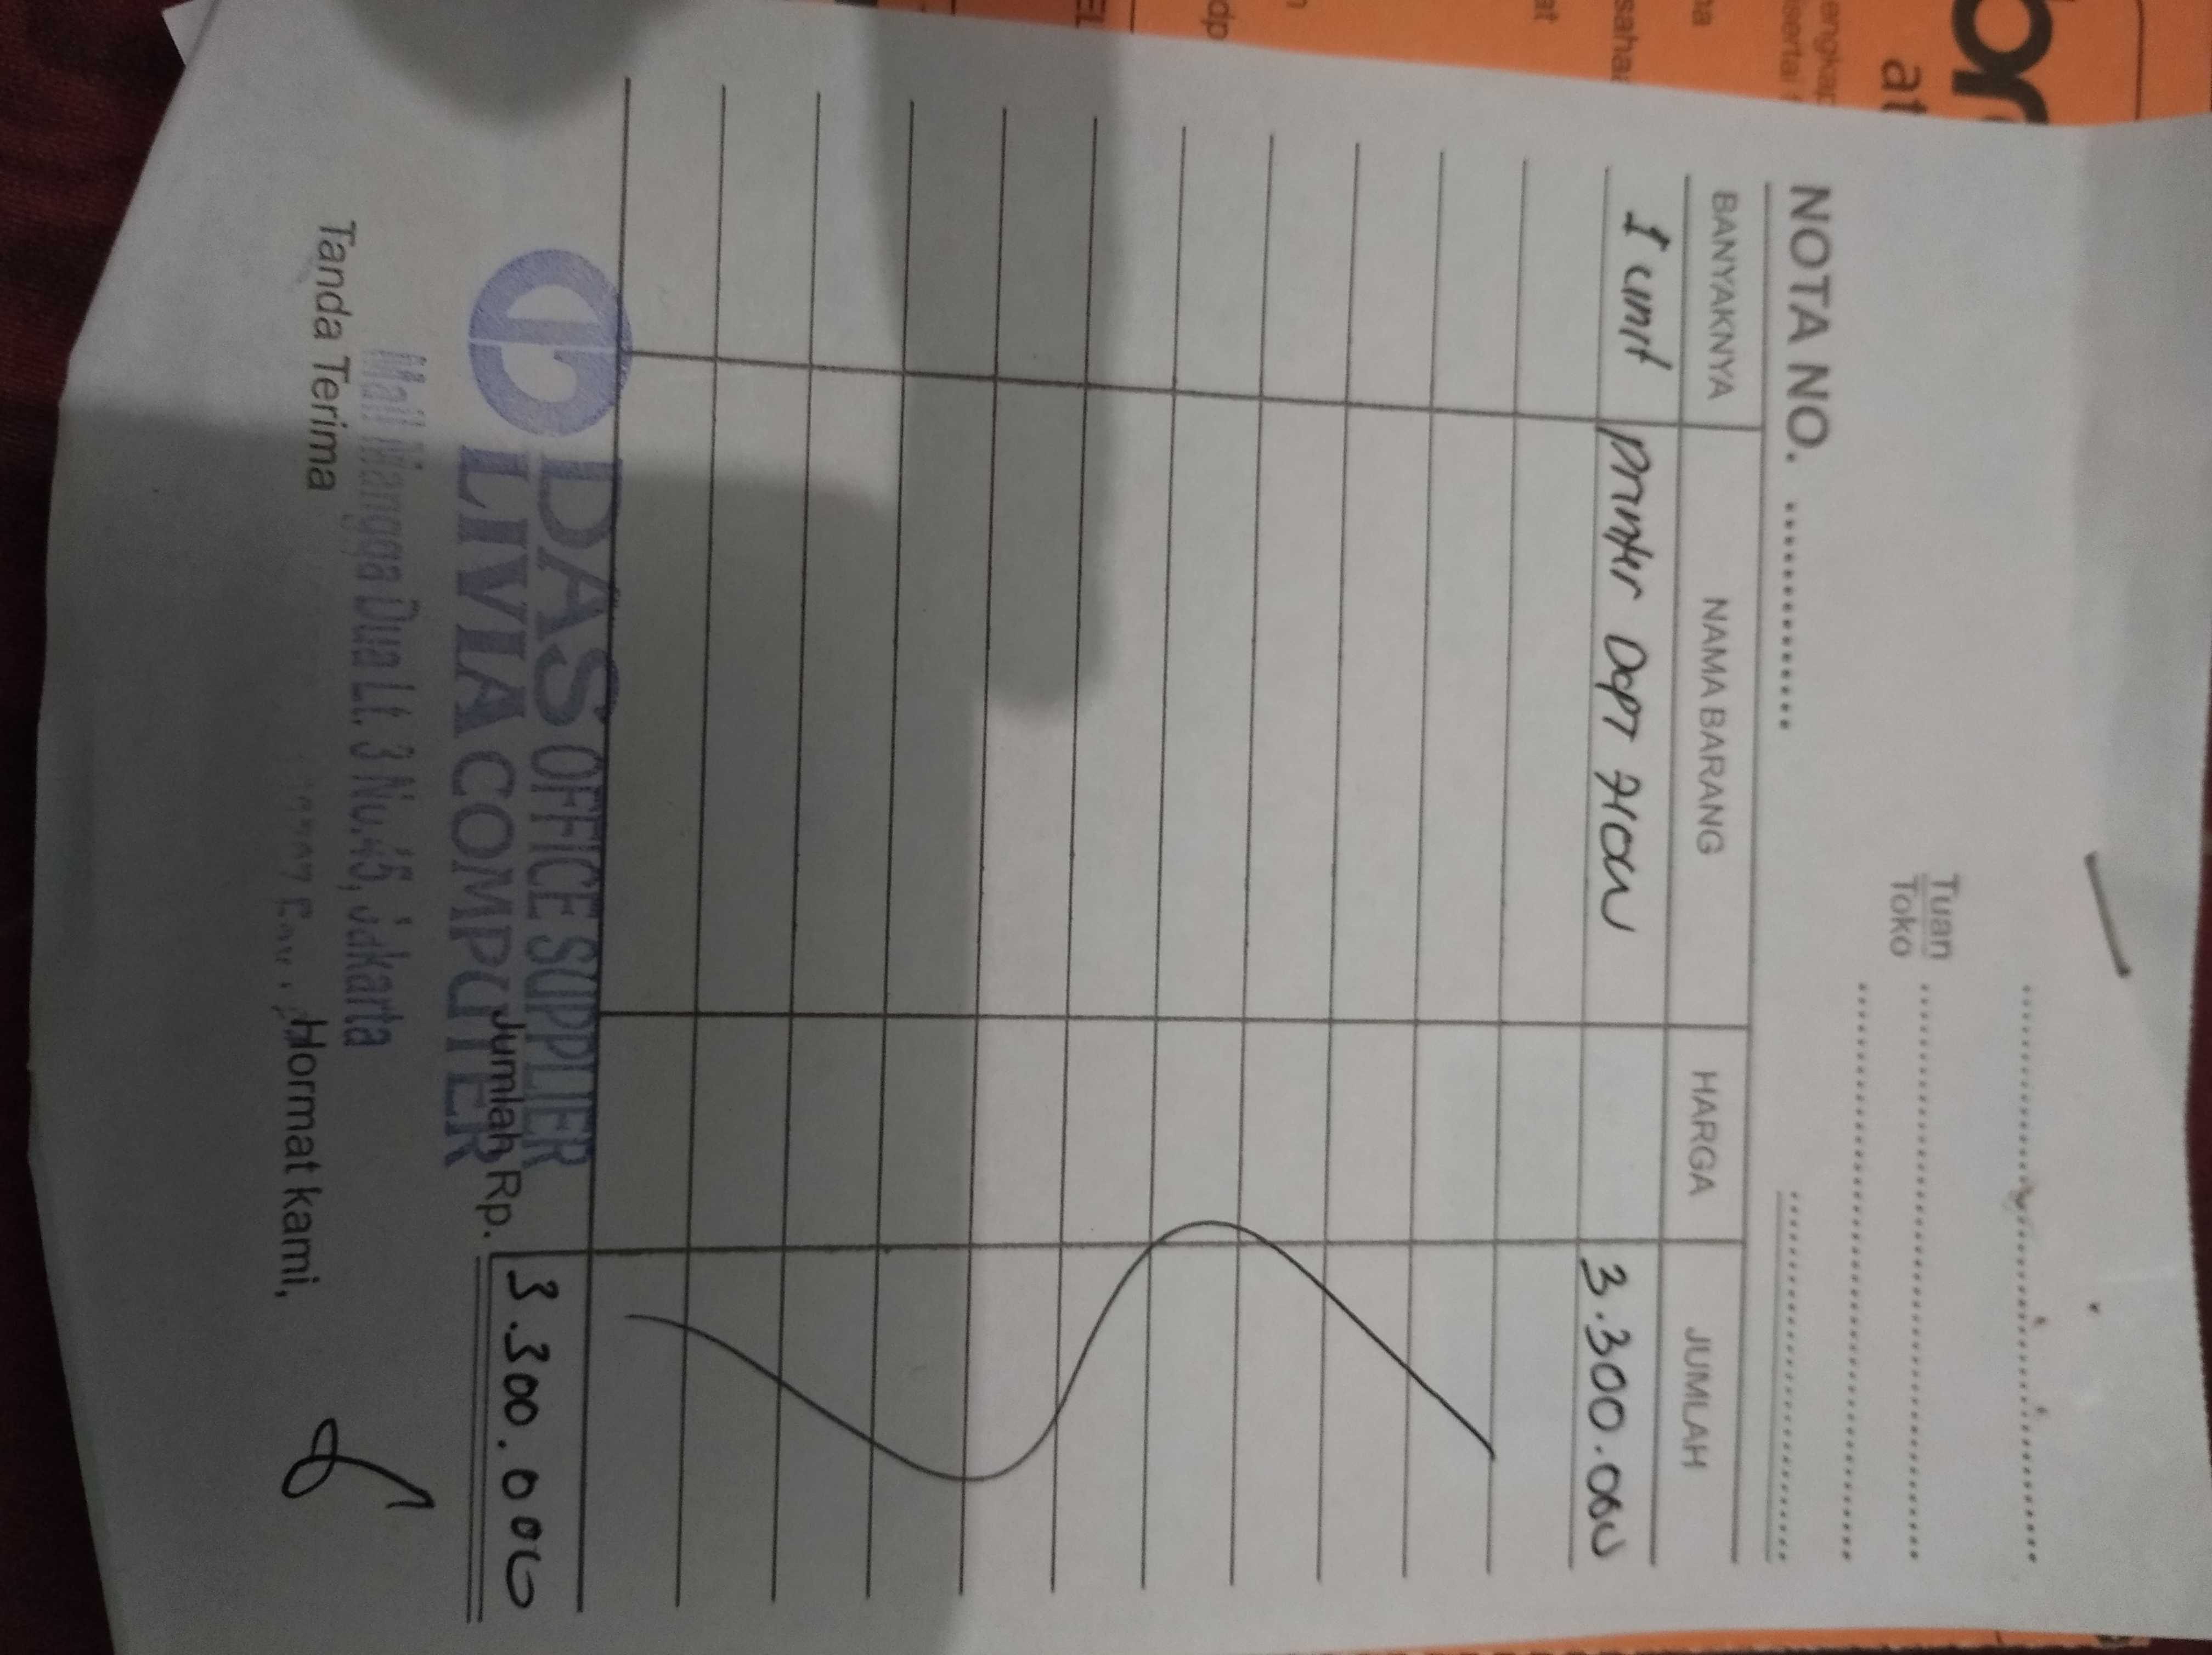 Tuan
Toko
NOTA NO.
BANYAKNYA NAMA BARANG HARGA JUMLAH
1 unit printer DCPT 710W 3.300.000
Jumlah Rp. 3.300.000
DAS OFFICE SUPPLIER
LIVIA COMPUTER
Mall Mangga Dua Lt. 3 No.45, Jakarta
Tanda Terima Hormat kami,
at